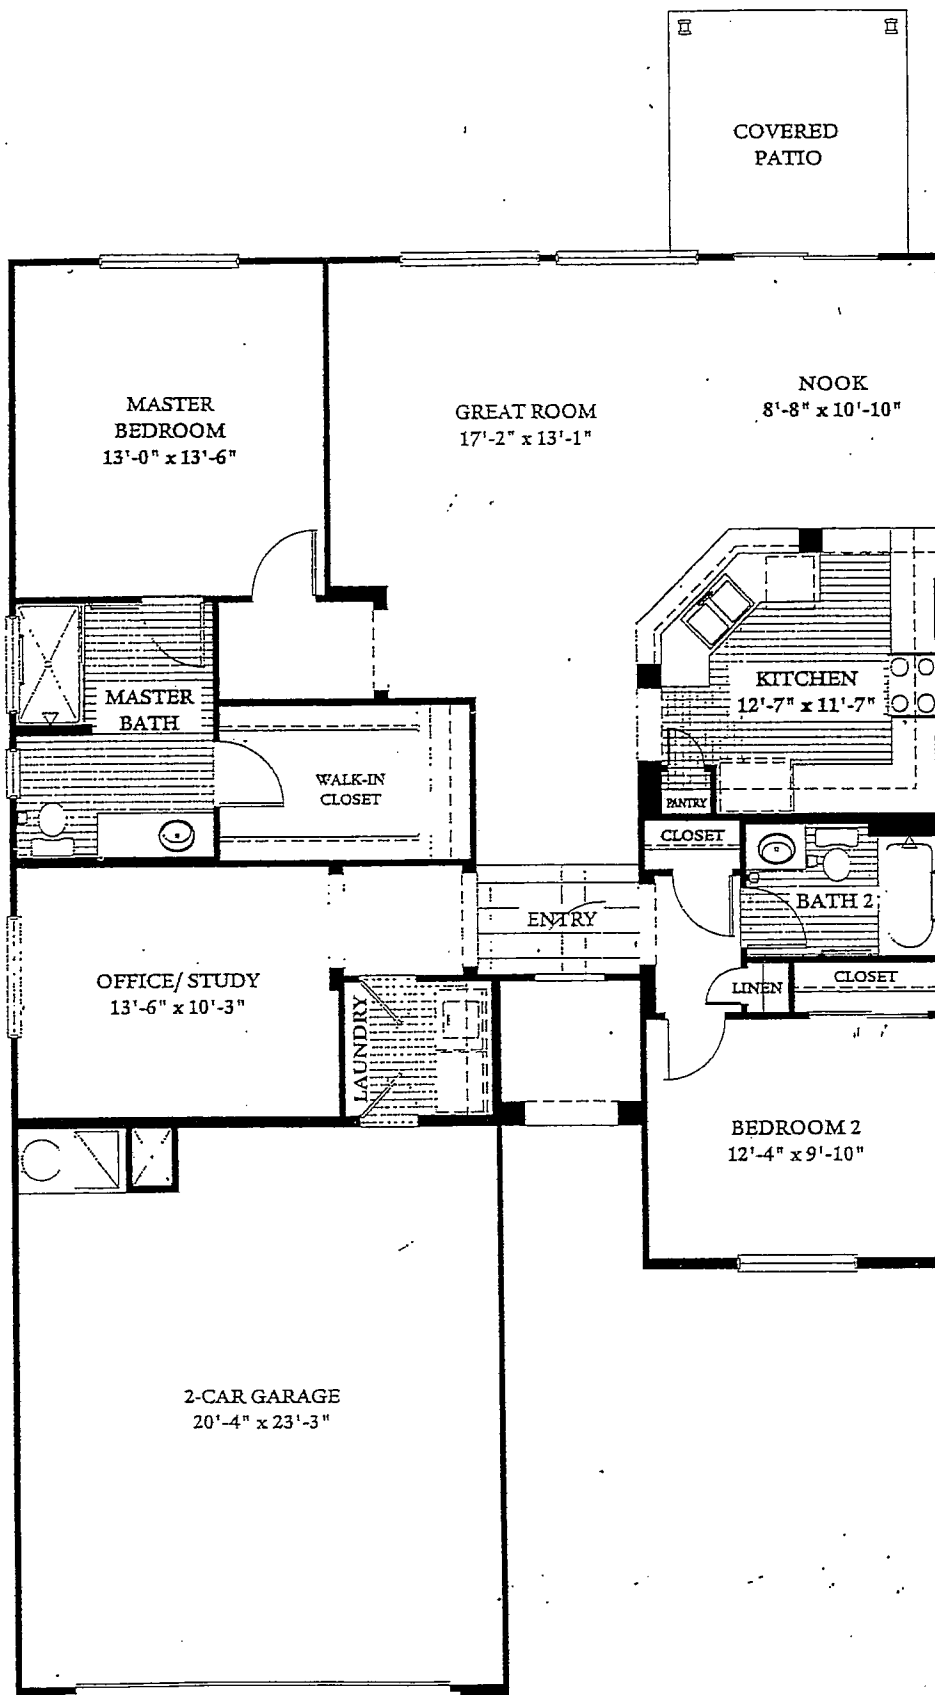 COVERED
PATIO
MASTER
BEDROOM
13'-0" x 13'-6"
GREAT ROOM
17'-2" x 13'-1"
NOOK
8'-8" x 10'-10"
MASTER
BATH
KITCHEN
12'-7" x 11'-7"
WALK-IN
CLOSET
PANTRY
CLOSET
ENTRY
BATH 2
OFFICE/ STUDY
13'-6" x 10'-3"
LAUNDRY
LINEN
CLOSET
BEDROOM 2
12'-4" x 9'-10"
2-CAR GARAGE
20'-4" x 23'-3"